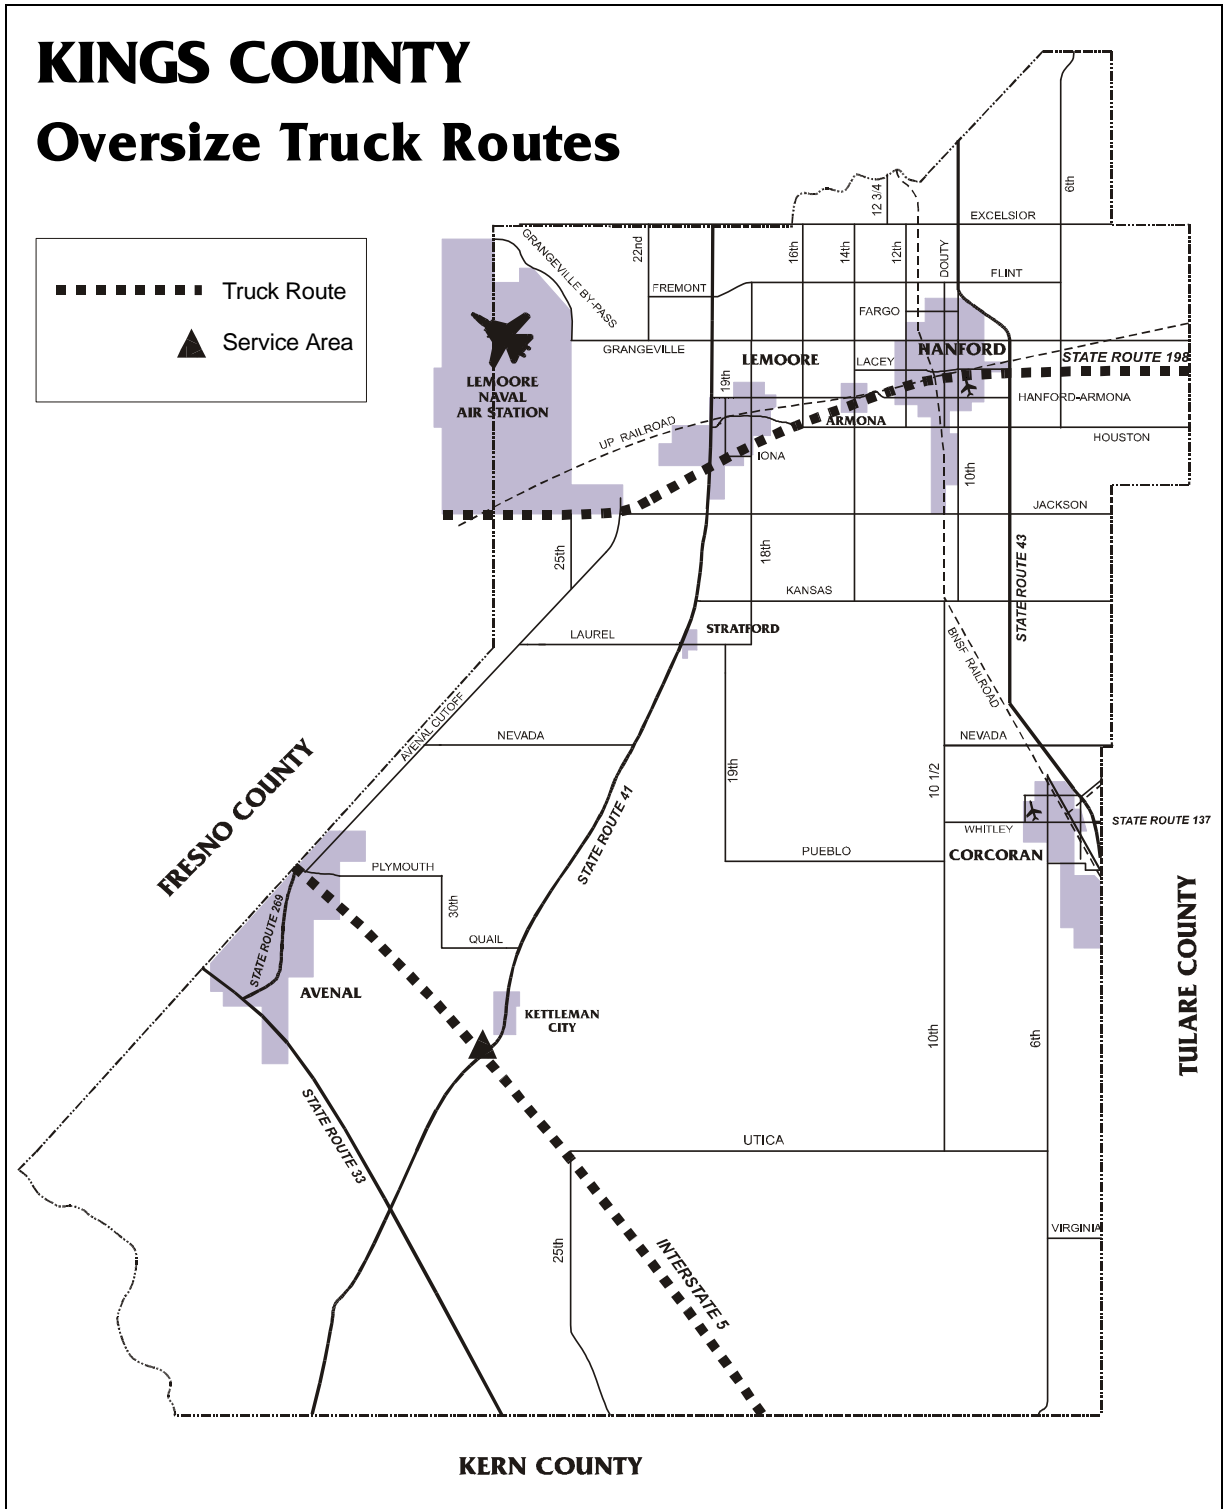 KINGS COUNTY
Oversize Truck Routes
Truck Route
Service Area
6th
12 3/4
EXCELSIOR
GRANGEVILLE BY-PASS
22nd
16th
14th
12th
DOUTY
FLINT
FREMONT
FARGO
GRANGEVILLE
LEMOORE
LACEY
HANFORD
STATE ROUTE 198
LEMOORE
NAVAL
AIR STATION
19th
HANFORD-ARMONA
ARMONA
UP RAILROAD
HOUSTON
IONA
10th
JACKSON
25th
18th
STATE ROUTE 43
KANSAS
LAUREL
STRATFORD
BNSF RAILROAD
AVENAL CUTOFF
NEVADA
NEVADA
FRESNO COUNTY
19th
10 1/2
STATE ROUTE 41
WHITLEY
STATE ROUTE 137
PUEBLO
CORCORAN
PLYMOUTH
30th
STATE ROUTE 269
QUAIL
TULARE COUNTY
AVENAL
KETTLEMAN
CITY
10th
6th
STATE ROUTE 33
UTICA
VIRGINIA
25th
INTERSTATE 5
KERN COUNTY